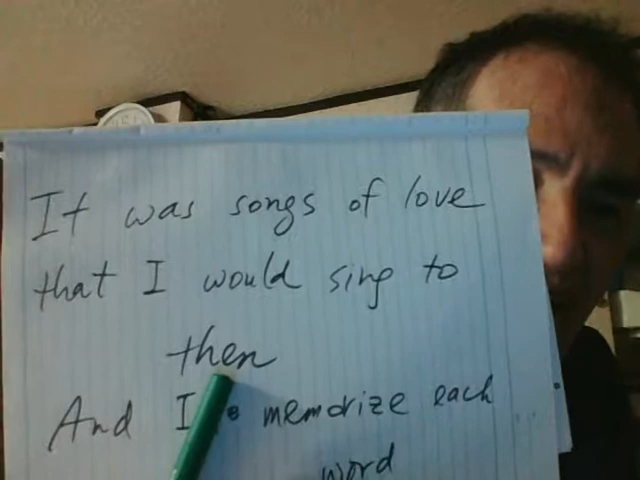 It was songs of love
that I would sing to
then
And I memorize each
word